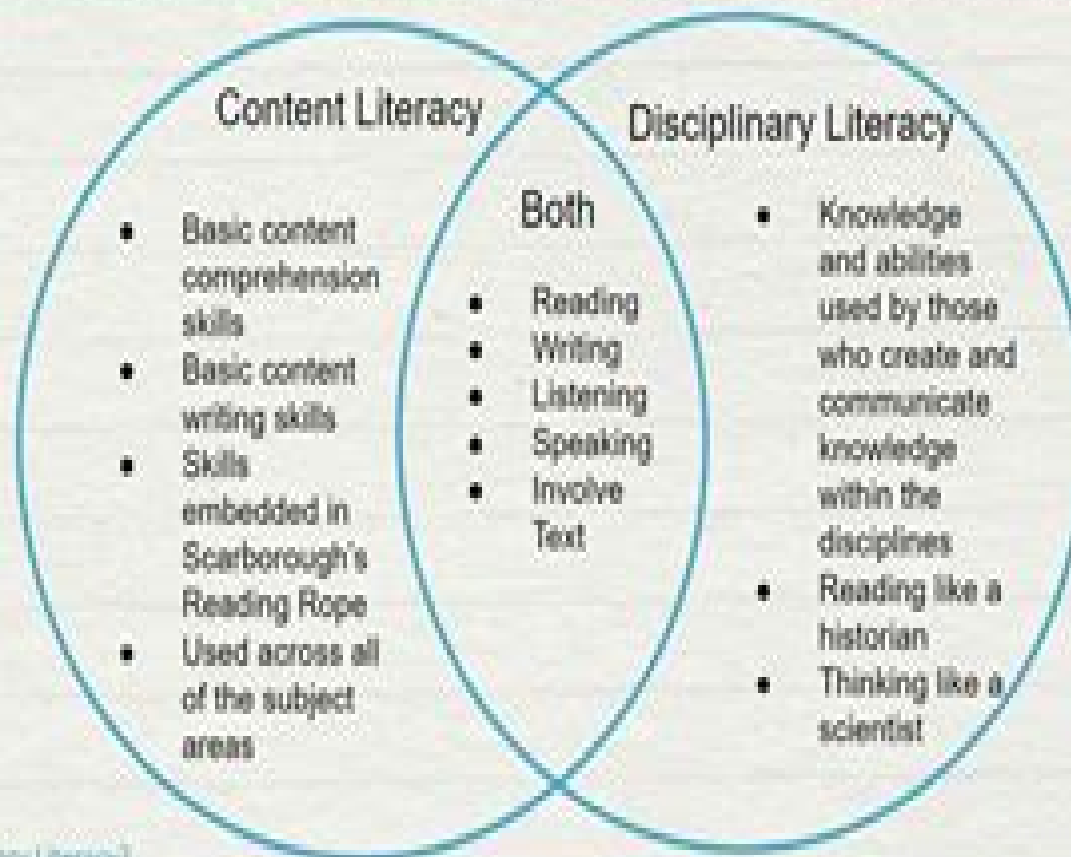 Content Literacy
• Basic content
comprehension
skills
• Basic content
writing skills
• Skills
embedded in
Scarborough's
Reading Rope
• Used across all
of the subject
areas
Both
• Reading
• Writing
• Listening
• Speaking
• Involve
Text
Disciplinary Literacy
• Knowledge
and abilities
used by those
who create and
communicate
knowledge
within the
disciplines
• Reading like a
historian
• Thinking like a
scientist